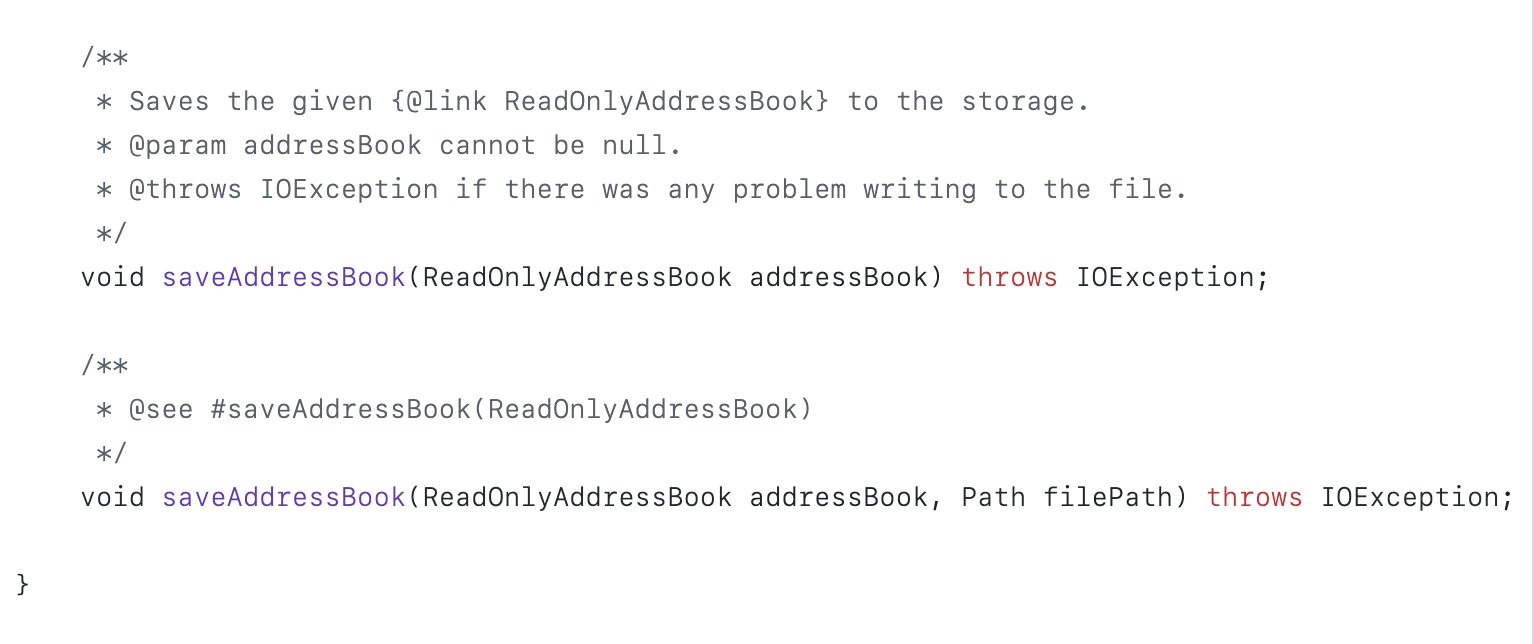 /**
* Saves the given {@link ReadOnlyAddressBook} to the storage.
* @param addressBook cannot be null.
* @throws IOException if there was any problem writing to the file.
*/
void saveAddressBook(ReadOnlyAddressBook addressBook) throws IOException;
/**
* @see #saveAddressBook(ReadOnlyAddressBook)
*/
void saveAddressBook(ReadOnlyAddressBook addressBook, Path filePath) throws IOException;
}